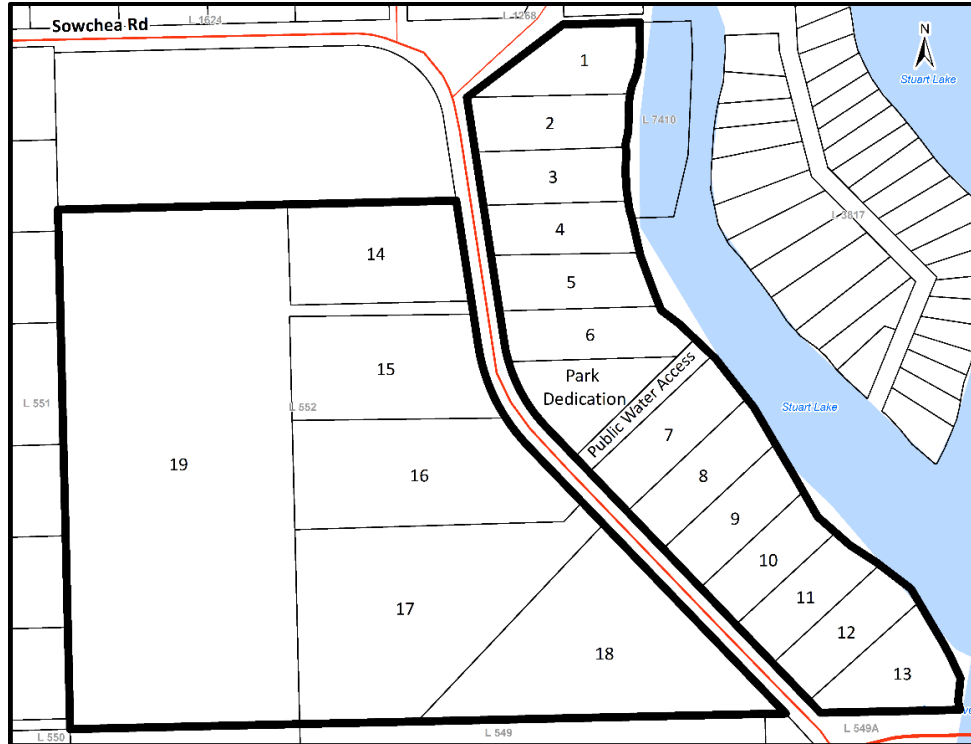 L 1624
L 1268
Sowchea Rd
N
Stuart Lake
1
2
L 7410
3
L 3817
4
14
5
6
15
Park
Dedication
Public Water Access
L 551
L 552
Stuart Lake
7
19
16
8
9
10
11
17
12
18
13
L 550
L 549
L 549A